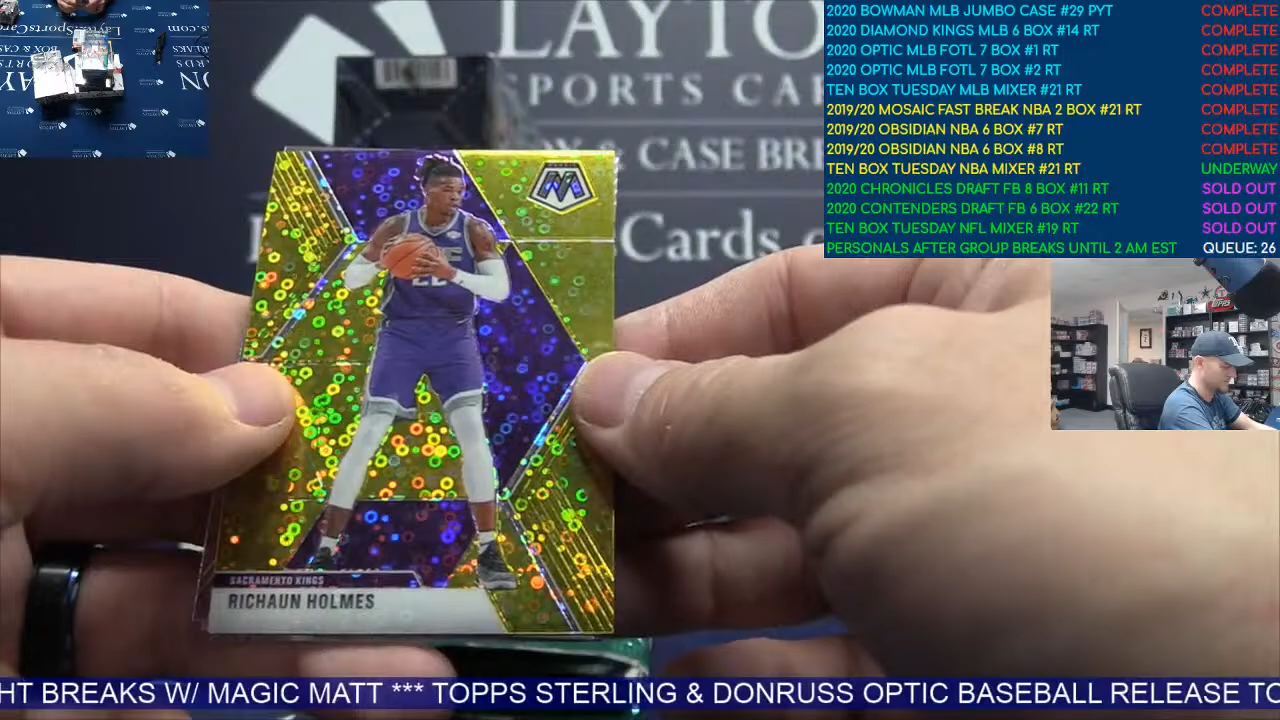 2020 BOWMAN MLB JUMBO CASE #29 PYT COMPLETE
2020 DIAMOND KINGS MLB 6 BOX #14 RT COMPLETE
2020 OPTIC MLB FOTL 7 BOX #1 RT COMPLETE
2020 OPTIC MLB FOTL 7 BOX #2 RT COMPLETE
TEN BOX TUESDAY MLB MIXER #21 RT COMPLETE
2019/20 MOSAIC FAST BREAK NBA 2 BOX #21 RT COMPLETE
2019/20 OBSIDIAN NBA 6 BOX #7 RT COMPLETE
2019/20 OBSIDIAN NBA 6 BOX #8 RT COMPLETE
TEN BOX TUESDAY NBA MIXER #21 RT UNDERWAY
2020 CHRONICLES DRAFT FB 8 BOX #11 RT SOLD OUT
2020 CONTENDERS DRAFT FB 6 BOX #22 RT SOLD OUT
TEN BOX TUESDAY NFL MIXER #19 RT SOLD OUT
PERSONALS AFTER GROUP BREAKS UNTIL 2 AM EST QUEUE: 26
LAYTO
SPORTS CA
& CASE BRE
Cards.c
SACRAMENTO KINGS
RICHAUN HOLMES
HT BREAKS W/ MAGIC MATT *** TOPPS STERLING & DONRUSS OPTIC BASEBALL RELEASE TO